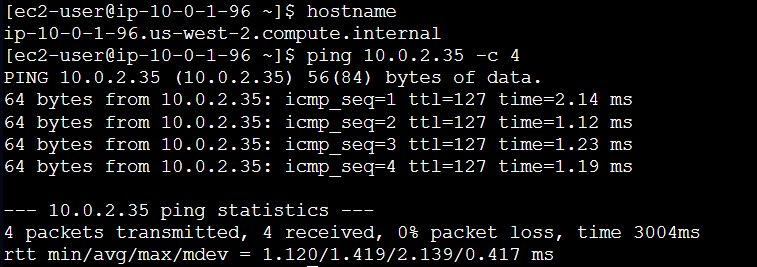 [ec2-user@ip-10-0-1-96 ~]$ hostname
ip-10-0-1-96.us-west-2.compute.internal
[ec2-user@ip-10-0-1-96 ~]$ ping 10.0.2.35 -c 4
PING 10.0.2.35 (10.0.2.35) 56(84) bytes of data.
64 bytes from 10.0.2.35: icmp_seq=1 ttl=127 time=2.14 ms
64 bytes from 10.0.2.35: icmp_seq=2 ttl=127 time=1.12 ms
64 bytes from 10.0.2.35: icmp_seq=3 ttl=127 time=1.23 ms
64 bytes from 10.0.2.35: icmp_seq=4 ttl=127 time=1.19 ms
--- 10.0.2.35 ping statistics ---
4 packets transmitted, 4 received, 0% packet loss, time 3004ms
rtt min/avg/max/mdev = 1.120/1.419/2.139/0.417 ms